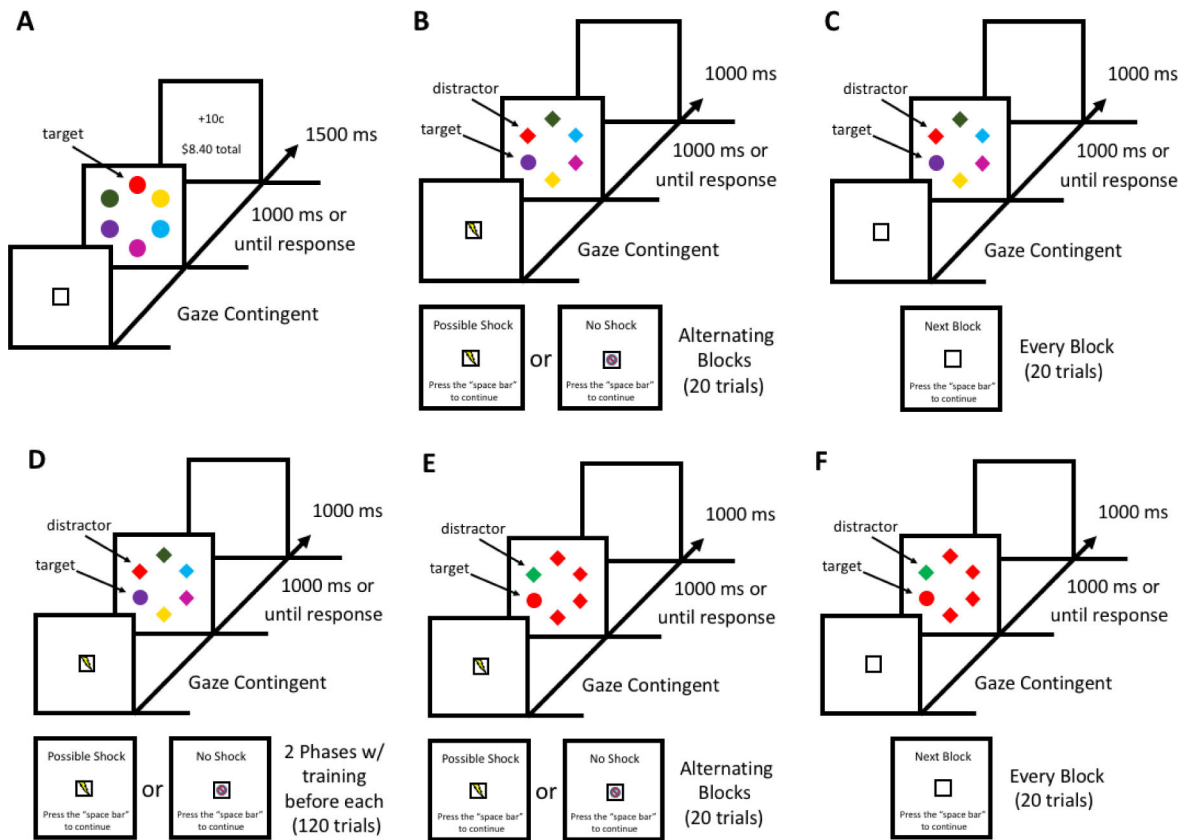 A
target
+10c
$8.40 total
1500 ms
1000 ms or
until response
Gaze Contingent
B
distractor
target
1000 ms
1000 ms or
until response
Gaze Contingent
Possible Shock
Press the "space bar"
to continue
or
No Shock
Press the "space bar"
to continue
Alternating
Blocks
(20 trials)
C
distractor
target
1000 ms
1000 ms or
until response
Gaze Contingent
Next Block
Press the "space bar"
to continue
Every Block
(20 trials)
D
distractor
target
1000 ms
1000 ms or
until response
Gaze Contingent
Possible Shock
Press the "space bar"
to continue
or
No Shock
Press the "space bar"
to continue
2 Phases w/
training
before each
(120 trials)
E
distractor
target
1000 ms
1000 ms or
until response
Gaze Contingent
Possible Shock
Press the "space bar"
to continue
or
No Shock
Press the "space bar"
to continue
Alternating
Blocks
(20 trials)
F
distractor
target
1000 ms
1000 ms or
until response
Gaze Contingent
Next Block
Press the "space bar"
to continue
Every Block
(20 trials)